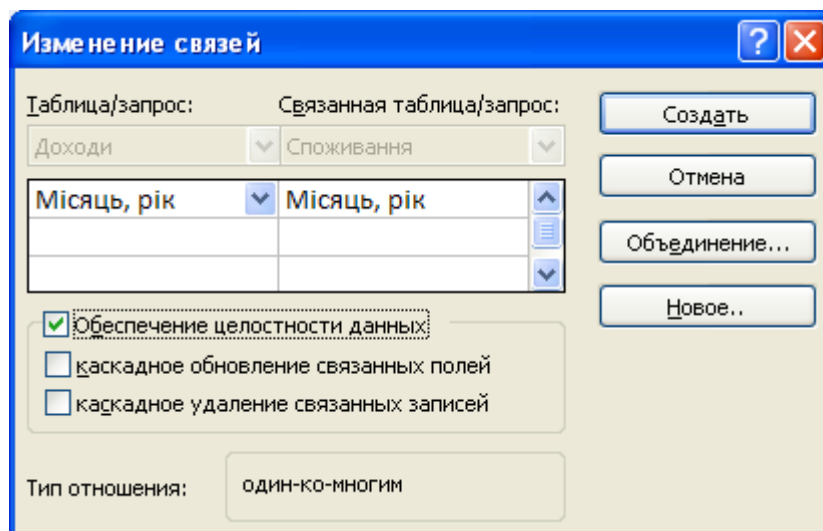 Изменение связей
Таблица/запрос: Связанная таблица/запрос:
Доходи Споживання
Місяць, рік Місяць, рік
Обеспечение целостности данных
каскадное обновление связанных полей
каскадное удаление связанных записей
Тип отношения: один-ко-многим
Создать
Отмена
Объединение...
Новое..